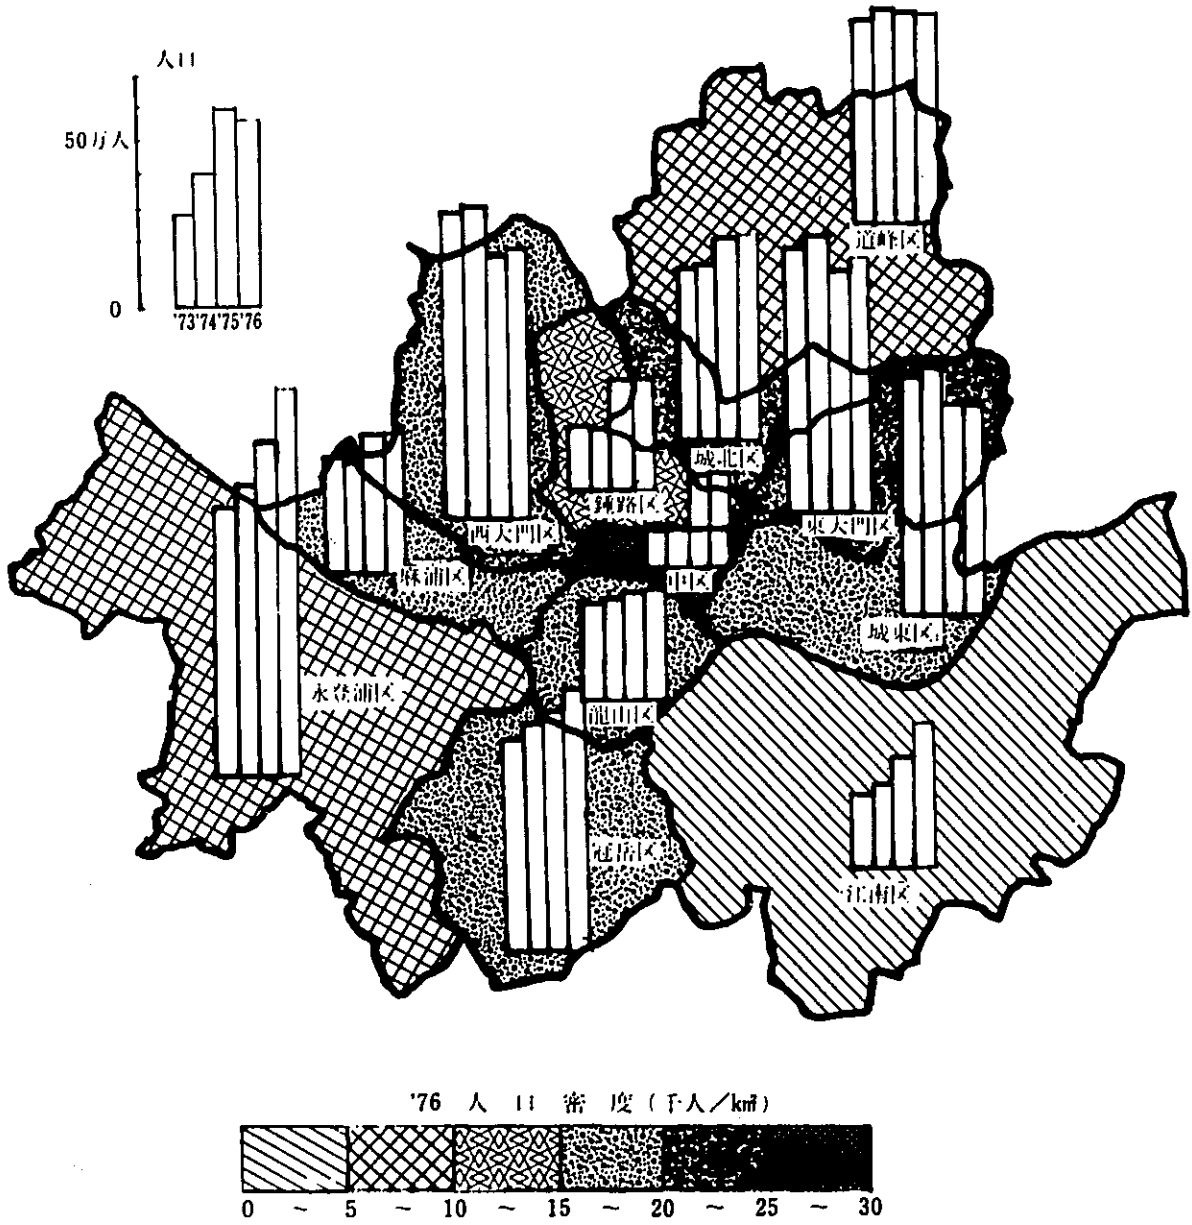 人口
50万人
0
'73 '74 '75 '76
道峰区
城北区
鍾路区
西大門区
東大門区
麻浦区
中区
城東区
永登浦区
龍山区
冠岳区
江南区
'76 人口密度（千人／km²）
0 ～ 5 ～ 10 ～ 15 ～ 20 ～ 25 ～ 30